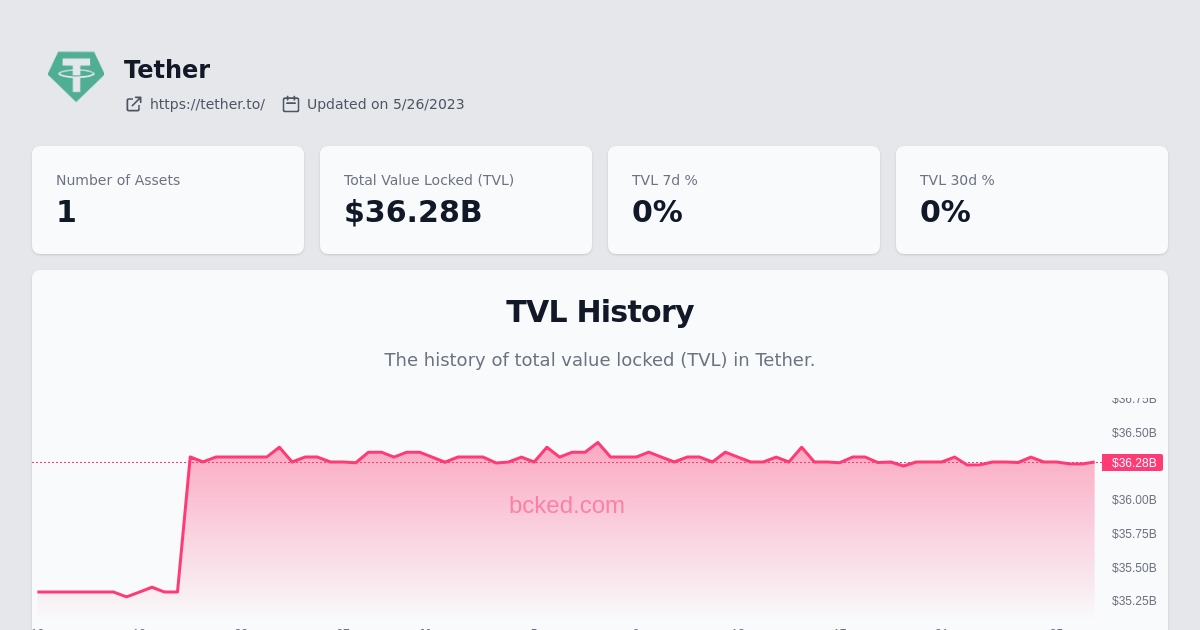 Tether
https://tether.to/ Updated on 5/26/2023
Number of Assets
1
Total Value Locked (TVL)
$36.28B
TVL 7d %
0%
TVL 30d %
0%
TVL History
The history of total value locked (TVL) in Tether.
$36.75B
$36.50B
$36.28B
$36.00B
$35.75B
$35.50B
$35.25B
bcked.com